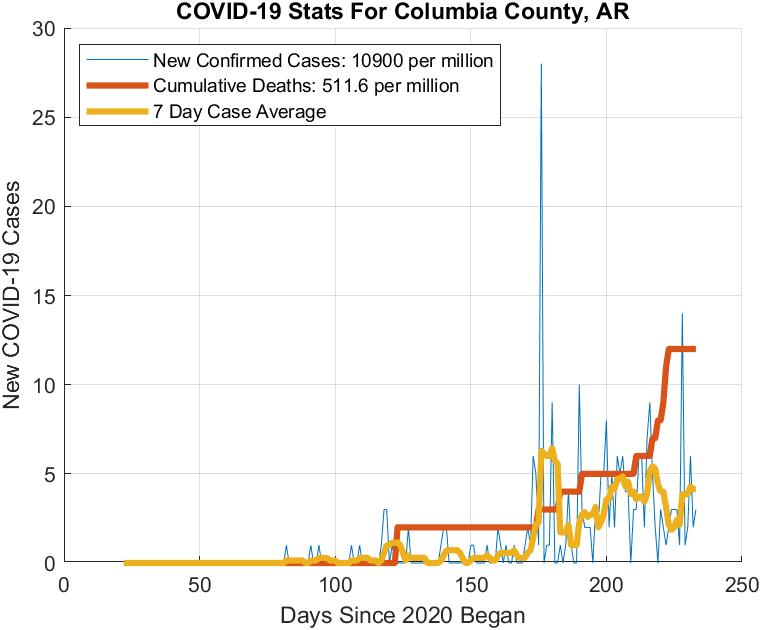 COVID-19 Stats For Columbia County, AR
New Confirmed Cases: 10900 per million
Cumulative Deaths: 511.6 per million
7 Day Case Average
New COVID-19 Cases
30
25
20
15
10
5
0
0 50 100 150 200 250
Days Since 2020 Began